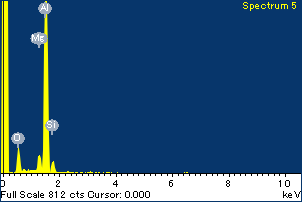 Spectrum 5
Al
Mg
Si
O
0 2 4 6 8 10
Full Scale 812 cts Cursor: 0.000 keV